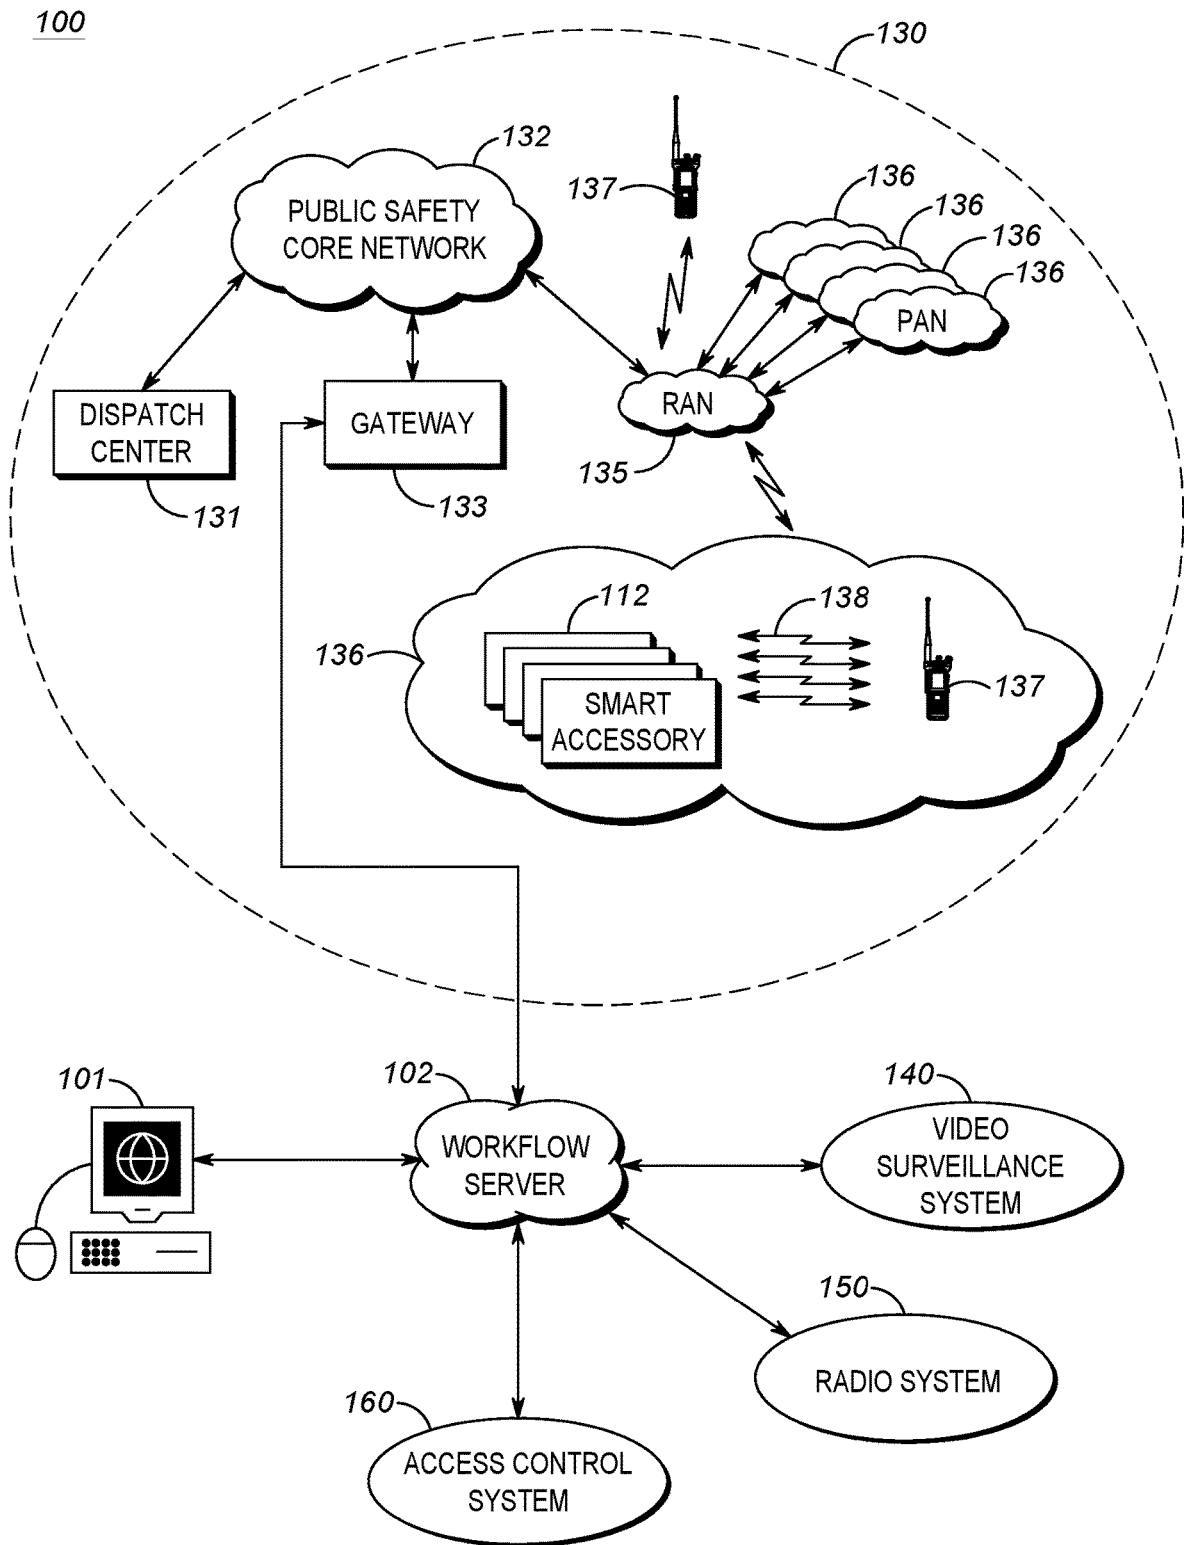 100
130
132
PUBLIC SAFETY
CORE NETWORK
137
136
136
136
136
PAN
RAN
135
DISPATCH
CENTER
131
GATEWAY
133
112
138
136
SMART
ACCESSORY
137
101
102
WORKFLOW
SERVER
140
VIDEO
SURVEILLANCE
SYSTEM
150
RADIO SYSTEM
160
ACCESS CONTROL
SYSTEM